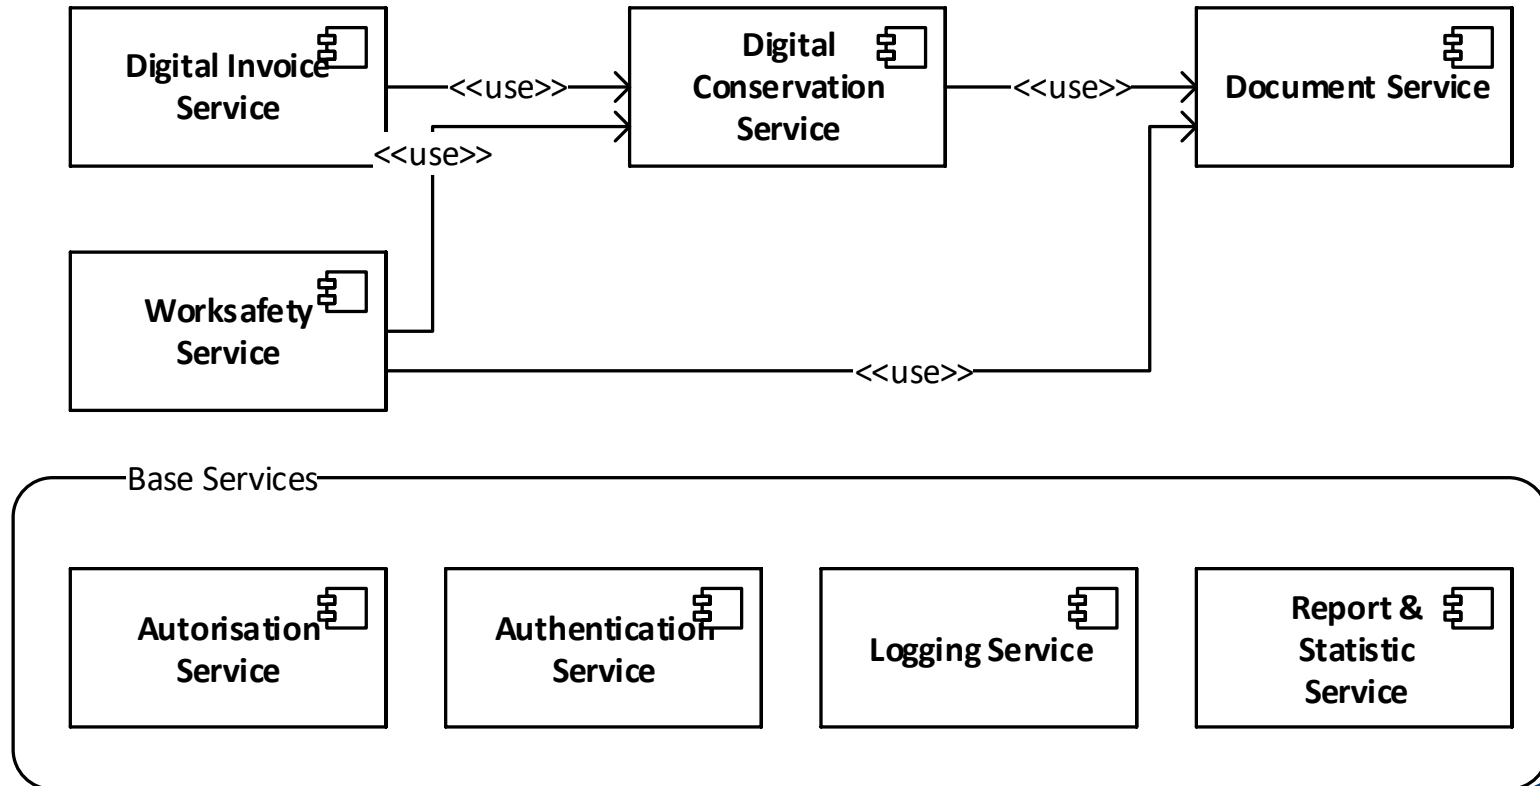 Digital Invoice
Service
<<use>>
Digital
Conservation
Service
<<use>>
Document Service
<<use>>
Worksafety
Service
<<use>>
Base Services
Autorisation
Service
Authentication
Service
Logging Service
Report &
Statistic
Service